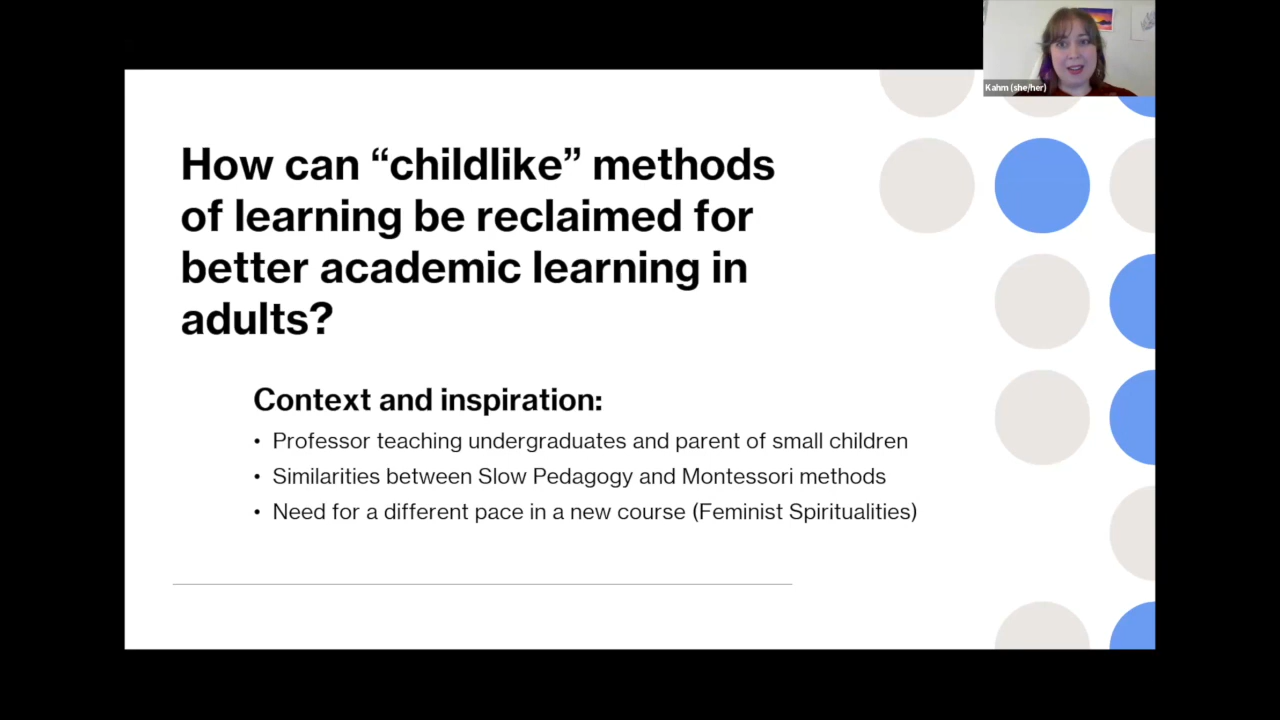 Kahm (she/her)
How can “childlike” methods
of learning be reclaimed for
better academic learning in
adults?
Context and inspiration:
• Professor teaching undergraduates and parent of small children
• Similarities between Slow Pedagogy and Montessori methods
• Need for a different pace in a new course (Feminist Spiritualities)